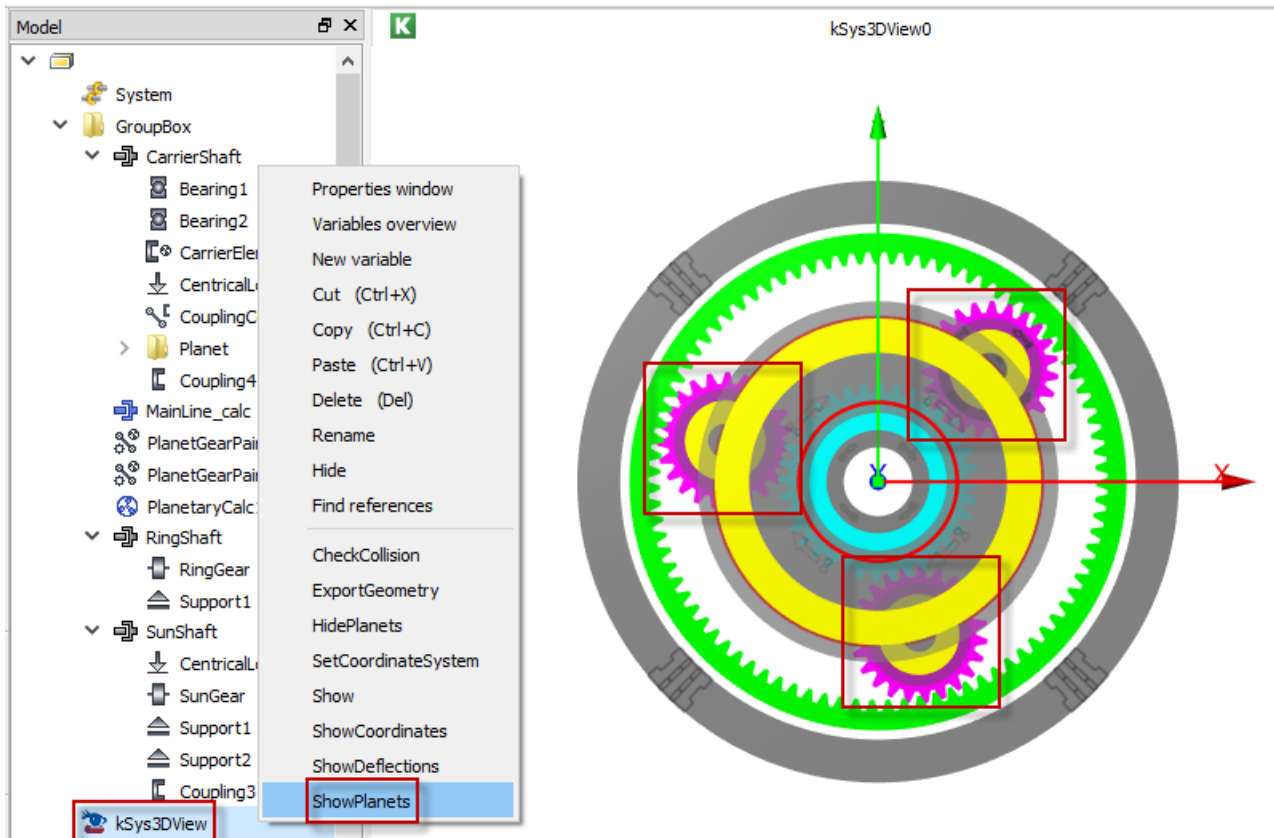 Model
kSys3DView0
System
GroupBox
CarrierShaft
Bearing1
Bearing2
CarrierEle
CentricalL
CouplingC
Planet
Coupling4
MainLine_calc
PlanetGearPair
PlanetGearPair
PlanetaryCalc
RingShaft
RingGear
Support1
SunShaft
CentricalL
SunGear
Support1
Support2
Coupling3
kSys3DView
Properties window
Variables overview
New variable
Cut (Ctrl+X)
Copy (Ctrl+C)
Paste (Ctrl+V)
Delete (Del)
Rename
Hide
Find references
CheckCollision
ExportGeometry
HidePlanets
SetCoordinateSystem
Show
ShowCoordinates
ShowDeflections
ShowPlanets
K
X